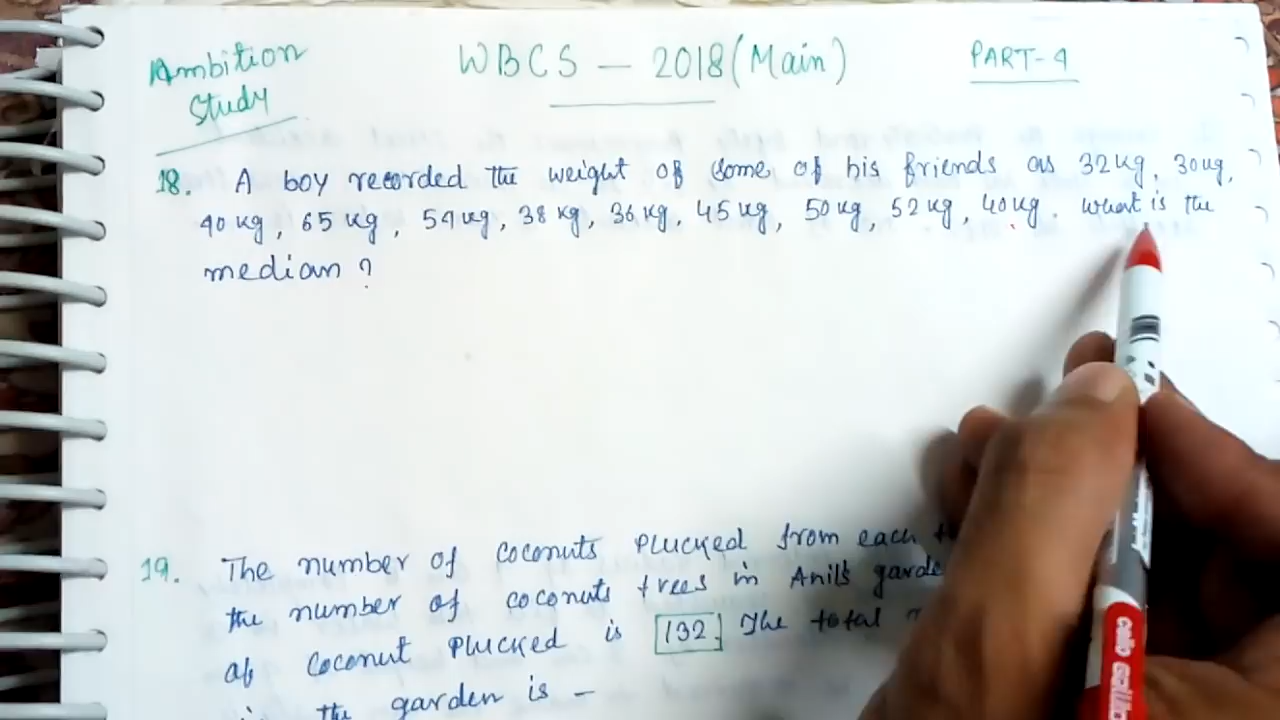 Ambition
Study
WBCS - 2018 (Main)
PART-4
18. A boy recorded the weight of some of his friends as 32 kg, 30 kg,
40 kg, 65 kg, 54 kg, 38 kg, 36 kg, 45 kg, 50 kg, 52 kg, 40 kg. What is the
median ?
19. The number of coconuts Plucked from each
the number of coconuts trees in Anil's
of coconut Plucked is 132. The total
the garden is —